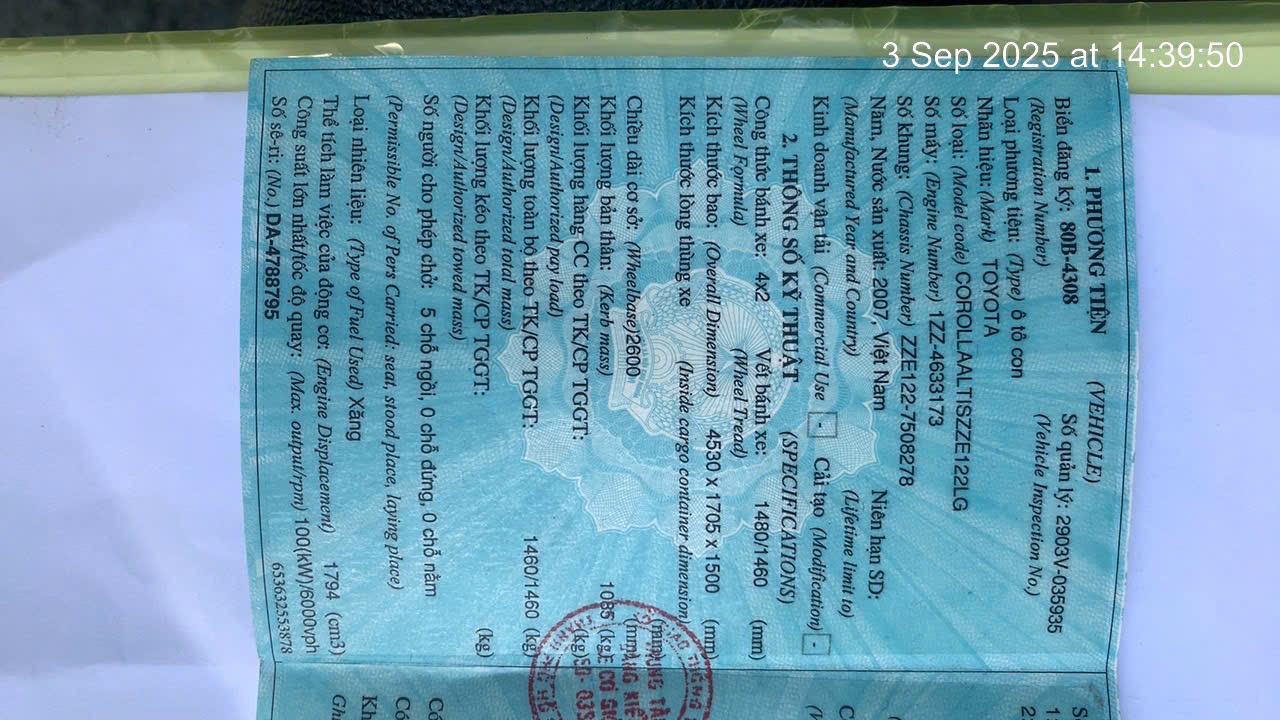 3 Sep 2025 at 14:39:50
1. PHƯƠNG TIỆN (VEHICLE)
Biển đăng ký: 80B-4308 Số quản lý: 2903V-035935
(Registration Number) (Vehicle Inspection No.)
Loại phương tiện: (Type) ô tô con
Nhãn hiệu: (Mark) TOYOTA
Số loại: (Model code) COROLLAALTISZZE122LG
Số máy: (Engine Number) 1ZZ-4633173
Số khung: (Chassis Number) ZZE122-7508278
Năm, Nước sản xuất: 2007, Việt Nam Niên hạn SD:
(Manufactured Year and Country) (Lifetime limit to)
Kinh doanh vận tải (Commercial Use - Cải tạo (Modification) -
2. THÔNG SỐ KỸ THUẬT (SPECIFICATIONS)
Công thức bánh xe: 4x2 Vết bánh xe: 1480/1460 (mm)
(Wheel Formula) (Wheel Tread)
Kích thước bao: (Overall Dimension) 4530 x 1705 x 1500 (mm)
Kích thước lòng thùng xe (Inside cargo container dimension) (mm)
Chiều dài cơ sở: (Wheelbase)2600 (mm)
Khối lượng bản thân: (Kerb mass) 1085 (kg)
Khối lượng hàng CC theo TK/CP TGGT: (kg)
(Design/Authorized pay load)
Khối lượng toàn bộ theo TK/CP TGGT: 1460/1460 (kg)
(Design/Authorized total mass)
Khối lượng kéo theo TK/CP TGGT: (kg)
(Design/Authorized towed mass)
Số người cho phép chở: 5 chỗ ngồi, 0 chỗ đứng, 0 chỗ nằm
(Permissible No. of Pers Carried: seat, stood place, laying place)
Loại nhiên liệu: (Type of Fuel Used) Xăng
Thể tích làm việc của động cơ: (Engine Displacement) 1794 (cm3)
Công suất lớn nhất/tốc độ quay: (Max. output/rpm) 100(kW)/6000vph
Số sê-ri: (No.) DA-4788795 653632553878